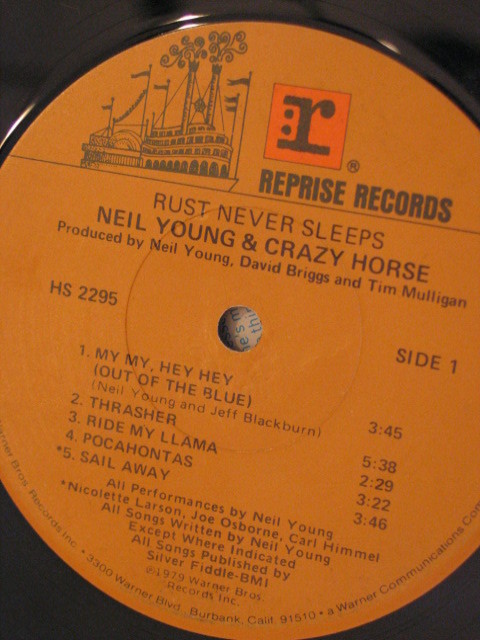 :r
®
REPRISE RECORDS
RUST NEVER SLEEPS
NEIL YOUNG & CRAZY HORSE
Produced by Neil Young, David Briggs and Tim Mulligan
HS 2295
SIDE 1
1. MY MY, HEY HEY
(OUT OF THE BLUE)
(Neil Young and Jeff Blackburn) 3:45
2. THRASHER 5:38
3. RIDE MY LLAMA 2:29
4. POCAHONTAS 3:22
*5. SAIL AWAY 3:46
All Performances by Neil Young
*Nicolette Larson, Joe Osborne, Carl Himmel
All Songs Written by Neil Young
Except Where Indicated
All Songs Published by
Silver Fiddle-BMI
℗1979 Warner Bros.
Records Inc.
Warner Bros. Records Inc. • 3300 Warner Blvd., Burbank, Calif. 91510 • a Warner Communications Co